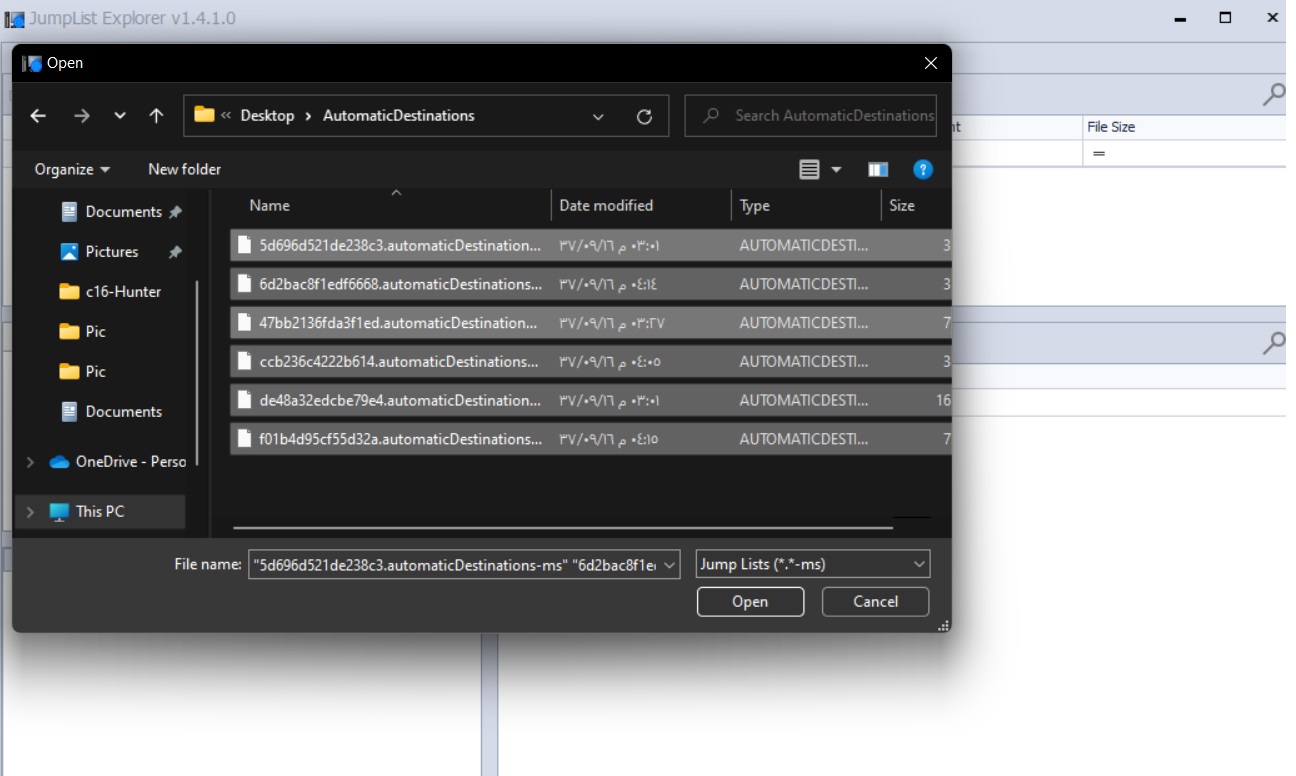 JumpList Explorer v1.4.1.0
Open
« Desktop › AutomaticDestinations
Search AutomaticDestinations
nt
File Size
=
Organize
New folder
Name
Date modified
Type
Size
Documents
Pictures
c16-Hunter
Pic
Pic
Documents
OneDrive - Perso
This PC
5d696d521de238c3.automaticDestination... ٣٧/٠٩/١٦ ٠٣:٠١ م AUTOMATICDESTI... 3
6d2bac8f1edf6668.automaticDestinations... ٣٧/٠٩/١٦ ٠٤:١٤ م AUTOMATICDESTI... 3
47bb2136fda3f1ed.automaticDestination... ٣٧/٠٩/١٦ ٠٣:٢٧ م AUTOMATICDESTI... 7
ccb236c4222b614.automaticDestinations... ٣٧/٠٩/١٦ ٠٤:٠٥ م AUTOMATICDESTI... 3
de48a32edcbe79e4.automaticDestination... ٣٧/٠٩/١٦ ٠٣:٠١ م AUTOMATICDESTI... 16
f01b4d95cf55d32a.automaticDestinations... ٣٧/٠٩/١٦ ٠٤:١٥ م AUTOMATICDESTI... 7
File name: "5d696d521de238c3.automaticDestinations-ms" "6d2bac8f1e
Jump Lists (*.*-ms)
Open
Cancel